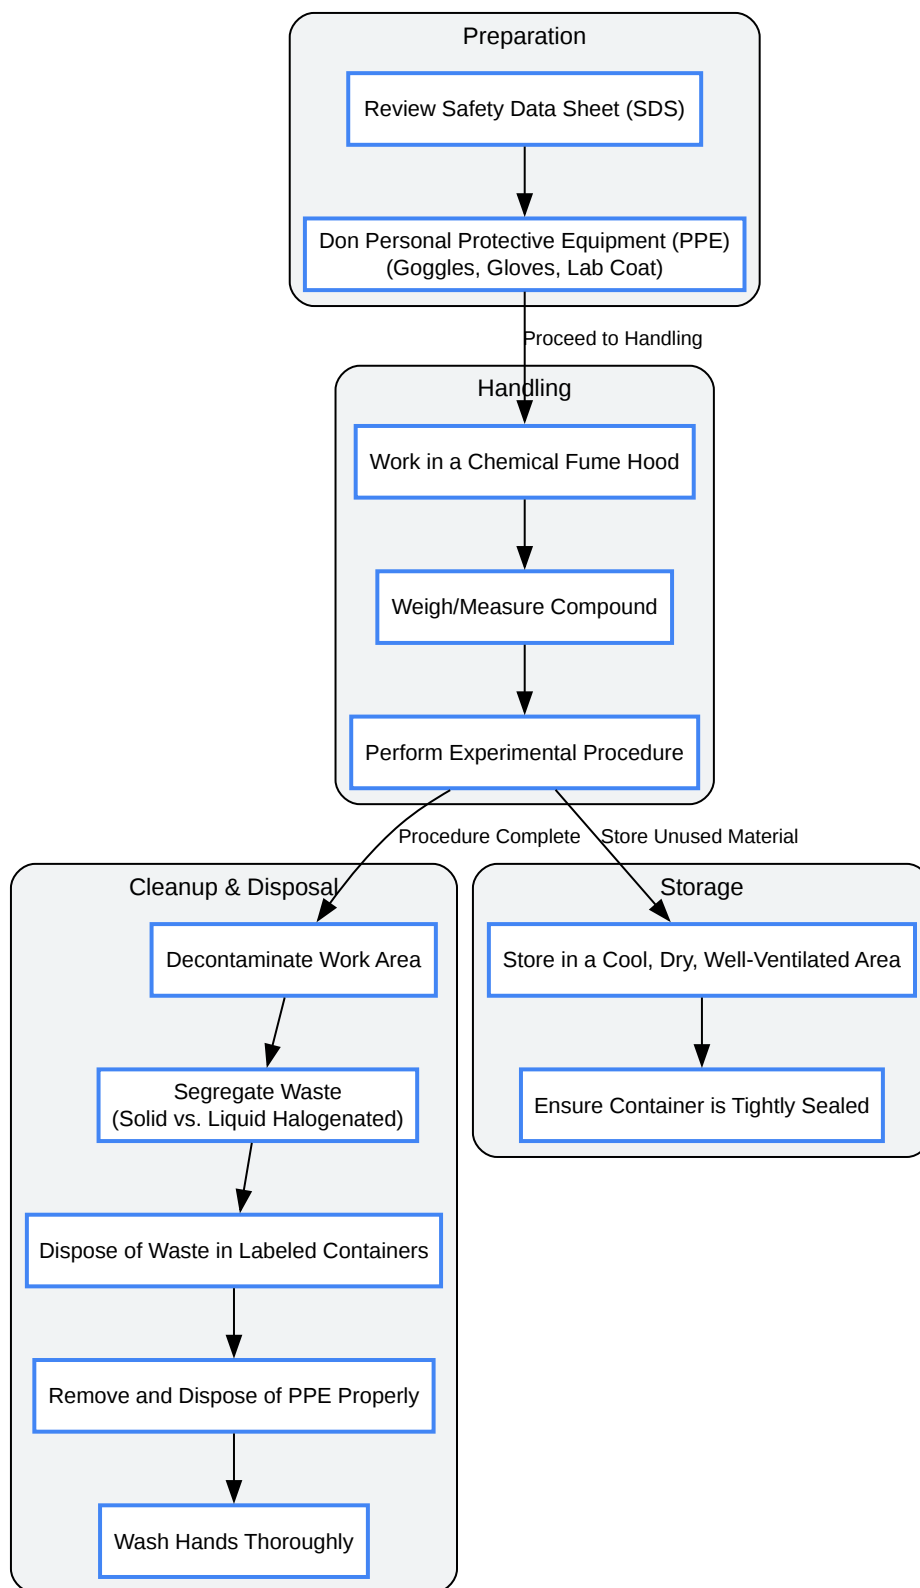 Preparation
Review Safety Data Sheet (SDS)
Don Personal Protective Equipment (PPE)
(Goggles, Gloves, Lab Coat)
Proceed to Handling
Handling
Work in a Chemical Fume Hood
Weigh/Measure Compound
Perform Experimental Procedure
Procedure Complete
Store Unused Material
Cleanup & Disposal
Decontaminate Work Area
Segregate Waste
(Solid vs. Liquid Halogenated)
Dispose of Waste in Labeled Containers
Remove and Dispose of PPE Properly
Wash Hands Thoroughly
Storage
Store in a Cool, Dry, Well-Ventilated Area
Ensure Container is Tightly Sealed